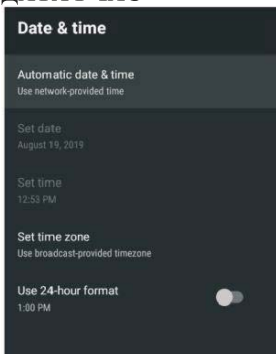 Date & time
Automatic date & time
Use network-provided time
Set date
August 19, 2019
Set time
12:53 PM
Set time zone
Use broadcast-provided timezone
Use 24-hour format
1:00 PM